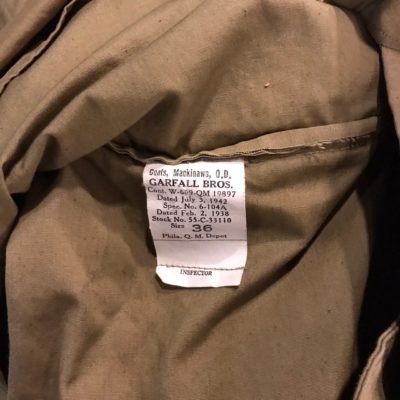 Coats, Mackinaws, O.D.
GARFALL BROS.
Cont. W-669-QM 19897
Dated July 3, 1942
Spec. No. 6-104A
Dated Feb. 2, 1938
Stock No. 55-C-33110
Size 36
Phila. Q. M. Depot
INSPECTOR